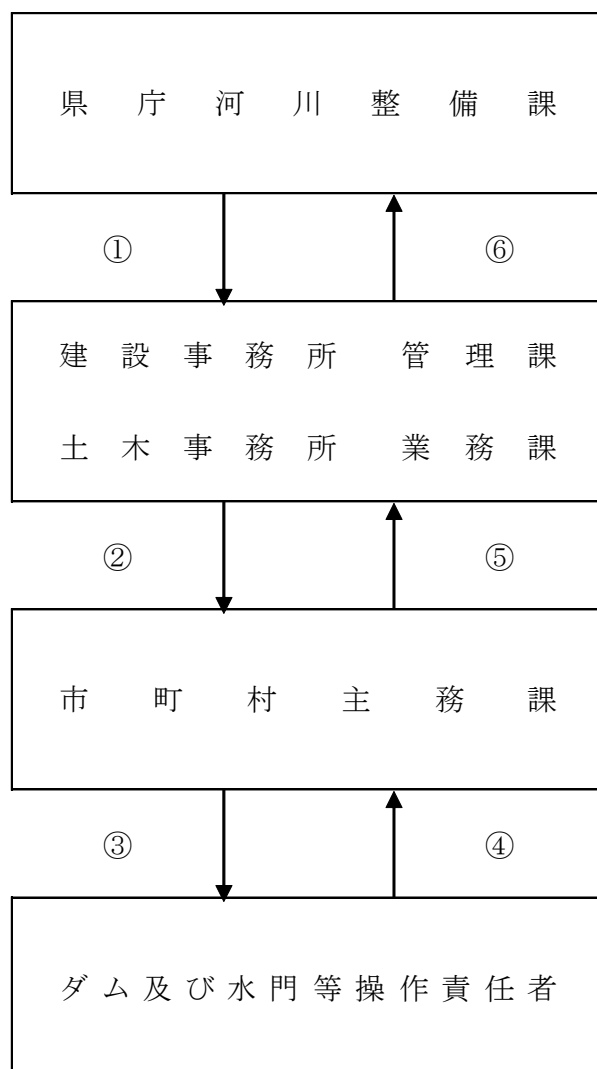 県庁河川整備課
① ⑥
建設事務所 管理課
土木事務所 業務課
② ⑤
市町村主務課
③ ④
ダム及び水門等操作責任者